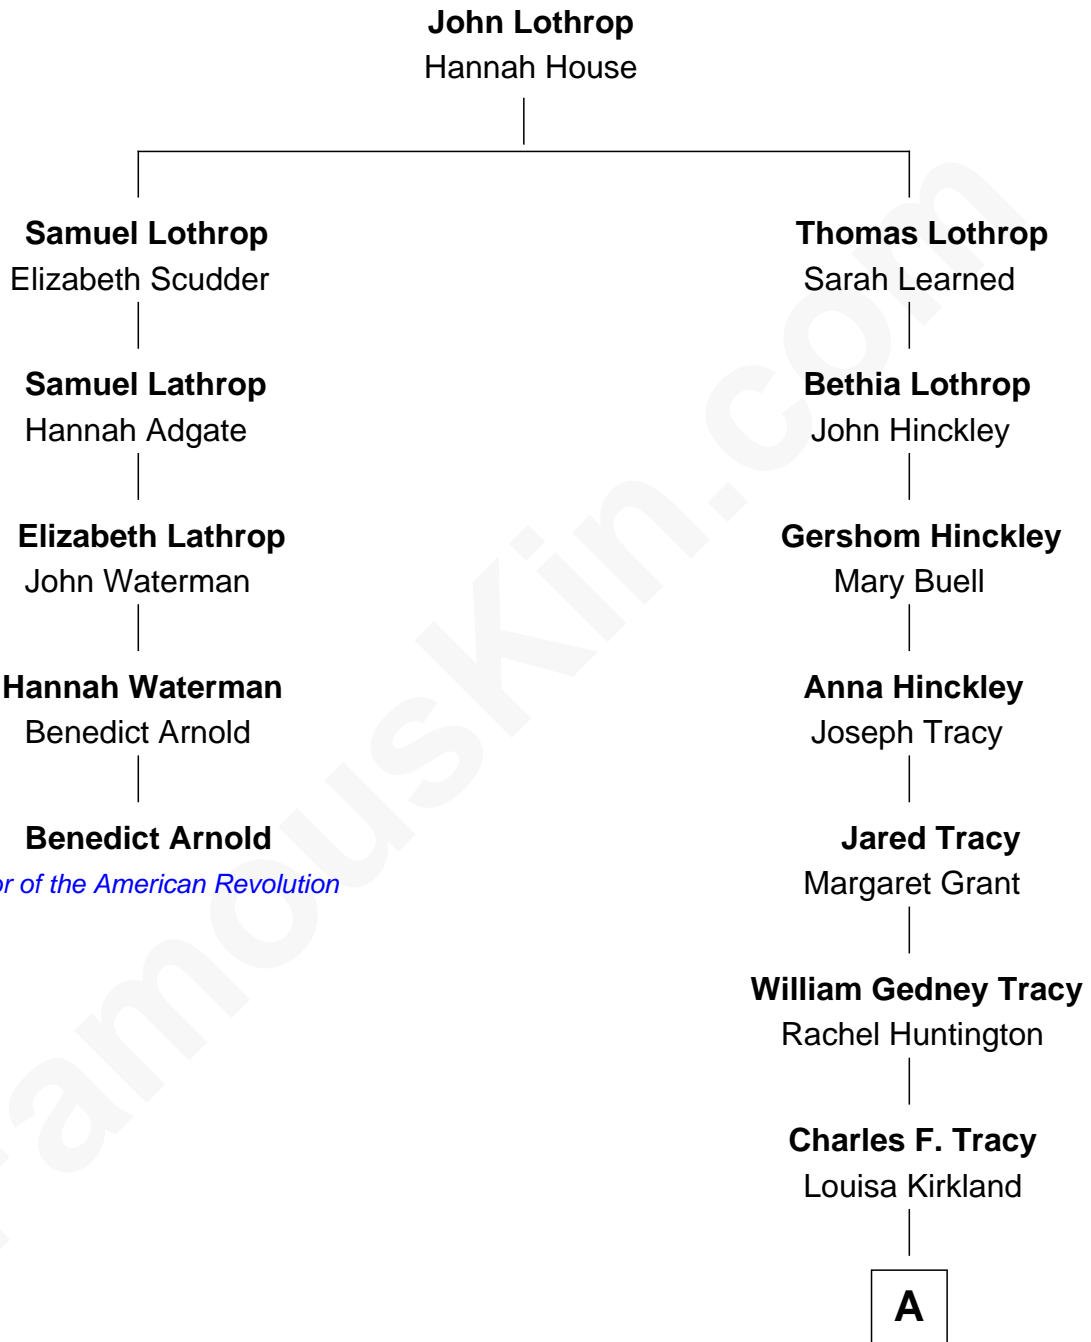 John Lothrop
Hannah House
Samuel Lothrop
Elizabeth Scudder
Thomas Lothrop
Sarah Learned
Samuel Lathrop
Hannah Adgate
Bethia Lothrop
John Hinckley
Elizabeth Lathrop
John Waterman
Gershom Hinckley
Mary Buell
Hannah Waterman
Benedict Arnold
Anna Hinckley
Joseph Tracy
Benedict Arnold
of the American Revolution
Jared Tracy
Margaret Grant
William Gedney Tracy
Rachel Huntington
Charles F. Tracy
Louisa Kirkland
A
FamousKin.com